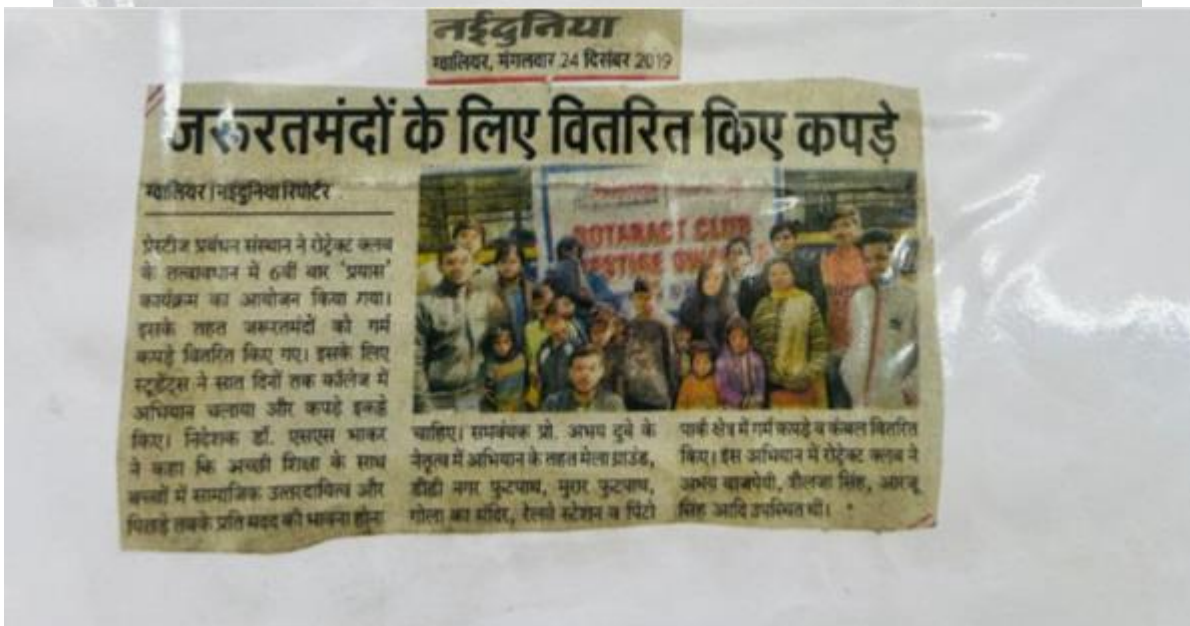 नईदुनिया
ग्वालियर, मंगलवार 24 दिसंबर 2019
जरूरतमंदों के लिए वितरित किए कपड़े
ग्वालियर। नईदुनिया रिपोर्टर
प्रेस्टीज प्रबंधन संस्थान ने रोट्रेक्ट क्लब
के तत्वावधान में 6वीं बार 'प्रयास'
कार्यक्रम का आयोजन किया गया।
इसके तहत जरूरतमंदों को गर्म
कपड़े वितरित किए गए। इसके लिए
स्टूडेंट्स ने सात दिनों तक कॉलेज में
अभियान चलाया और कपड़े इकट्ठे
किए। निदेशक डॉ. एसएस भाकर
ने कहा कि अच्छी शिक्षा के साथ
बच्चों में सामाजिक उत्तरदायित्व और
पिछड़े तबके प्रति मदद की भावना होना
ROTARACT CLUB
चाहिए। समन्वयक प्रो. अभय दुबे के
नेतृत्व में अभियान के तहत मेला ग्राउंड,
डीडी नगर फुटपाथ, मुरार फुटपाथ,
गोला का मंदिर, रेलवे स्टेशन व पिंटो
पार्क क्षेत्र में गर्म कपड़े व कंबल वितरित
किए। इस अभियान में रोट्रेक्ट क्लब ने
अभय बाजपेयी, शैलजा सिंह, आरजू
सिंह आदि उपस्थित थीं।